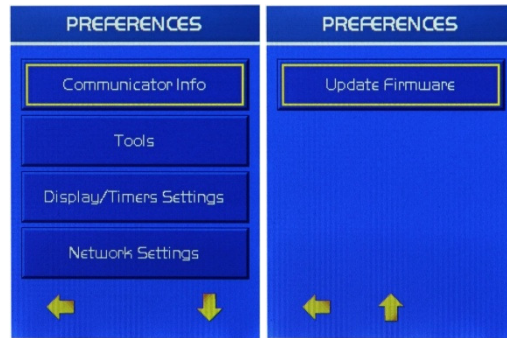 PREFERENCES
Communicator Info
Tools
Display/Timers Settings
Network Settings
PREFERENCES
Update Firmware